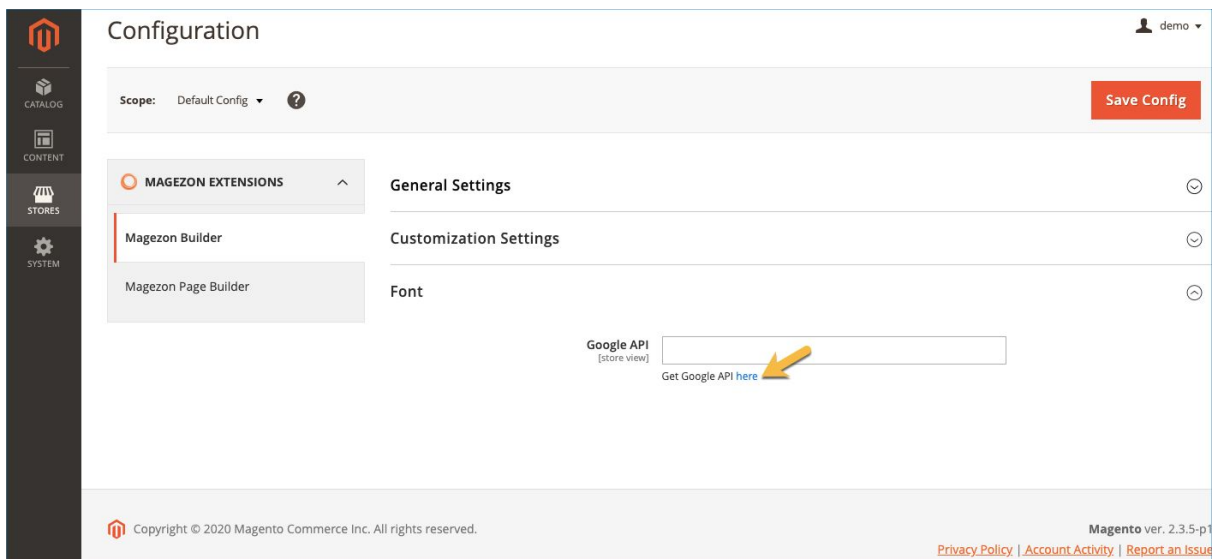 Configuration
demo
CATALOG
CONTENT
STORES
SYSTEM
Scope: Default Config ?
Save Config
MAGEZON EXTENSIONS
Magezon Builder
Magezon Page Builder
General Settings
Customization Settings
Font
Google API
[store view]
Get Google API here
Copyright © 2020 Magento Commerce Inc. All rights reserved.
Magento ver. 2.3.5-p1
Privacy Policy | Account Activity | Report an Issue